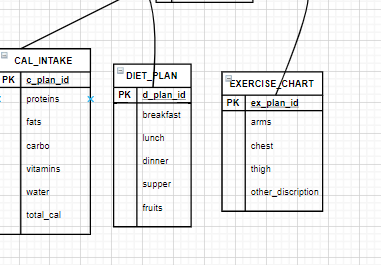 CAL_INTAKE
PK c_plan_id
proteins
fats
carbo
vitamins
water
total_cal
DIET_PLAN
PK d_plan_id
breakfast
lunch
dinner
supper
fruits
EXERCISE_CHART
PK ex_plan_id
arms
chest
thigh
other_discription